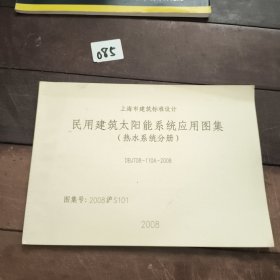 085
上海市建筑标准设计
民用建筑太阳能系统应用图集
（热水系统分册）
DBJT08-110A-2008
图集号：2008沪S101
2008